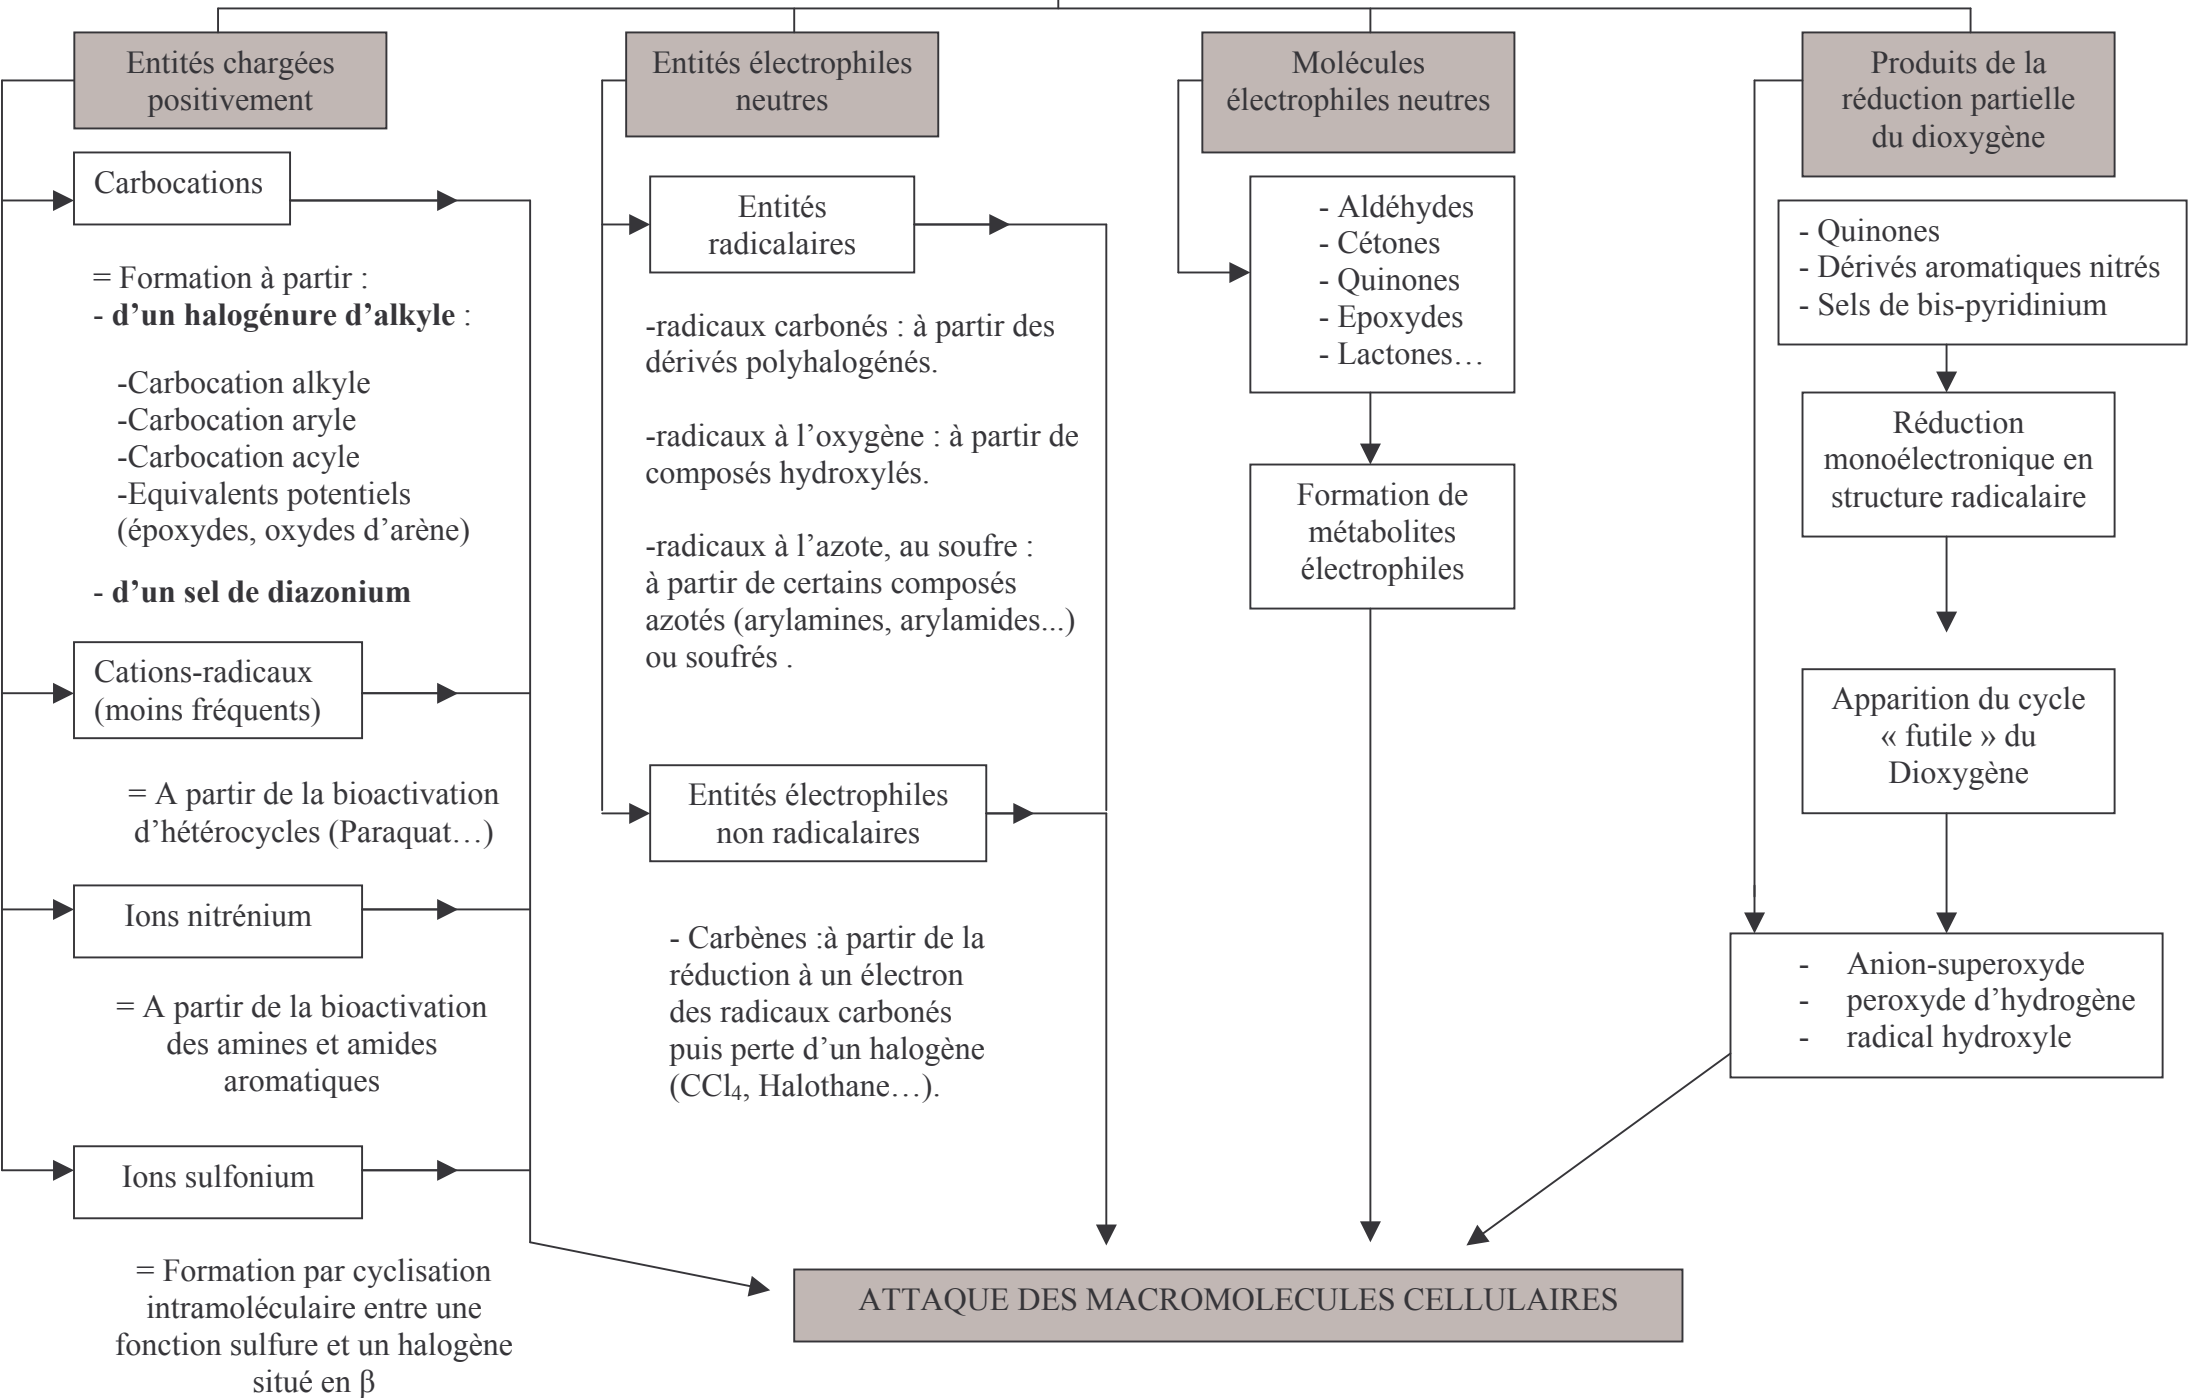 Entités chargées
positivement
Carbocations
= Formation à partir :
- d’un halogénure d’alkyle :
-Carbocation alkyle
-Carbocation aryle
-Carbocation acyle
-Equivalents potentiels
(époxydes, oxydes d’arène)
- d’un sel de diazonium
Cations-radicaux
(moins fréquents)
= A partir de la bioactivation
d’hétérocycles (Paraquat…)
Ions nitrénium
= A partir de la bioactivation
des amines et amides
aromatiques
Ions sulfonium
= Formation par cyclisation
intramoléculaire entre une
fonction sulfure et un halogène
situé en β
Entités électrophiles
neutres
Entités
radicalaires
-radicaux carbonés : à partir des
dérivés polyhalogénés.
-radicaux à l’oxygène : à partir de
composés hydroxylés.
-radicaux à l’azote, au soufre :
à partir de certains composés
azotés (arylamines, arylamides...)
ou soufrés .
Entités électrophiles
non radicalaires
- Carbènes :à partir de la
réduction à un électron
des radicaux carbonés
puis perte d’un halogène
(CCl₄, Halothane…).
Molécules
électrophiles neutres
- Aldéhydes
- Cétones
- Quinones
- Epoxydes
- Lactones…
Formation de
métabolites
électrophiles
Produits de la
réduction partielle
du dioxygène
- Quinones
- Dérivés aromatiques nitrés
- Sels de bis-pyridinium
Réduction
monoélectronique en
structure radicalaire
Apparition du cycle
« futile » du
Dioxygène
- Anion-superoxyde
- peroxyde d’hydrogène
- radical hydroxyle
ATTAQUE DES MACROMOLECULES CELLULAIRES